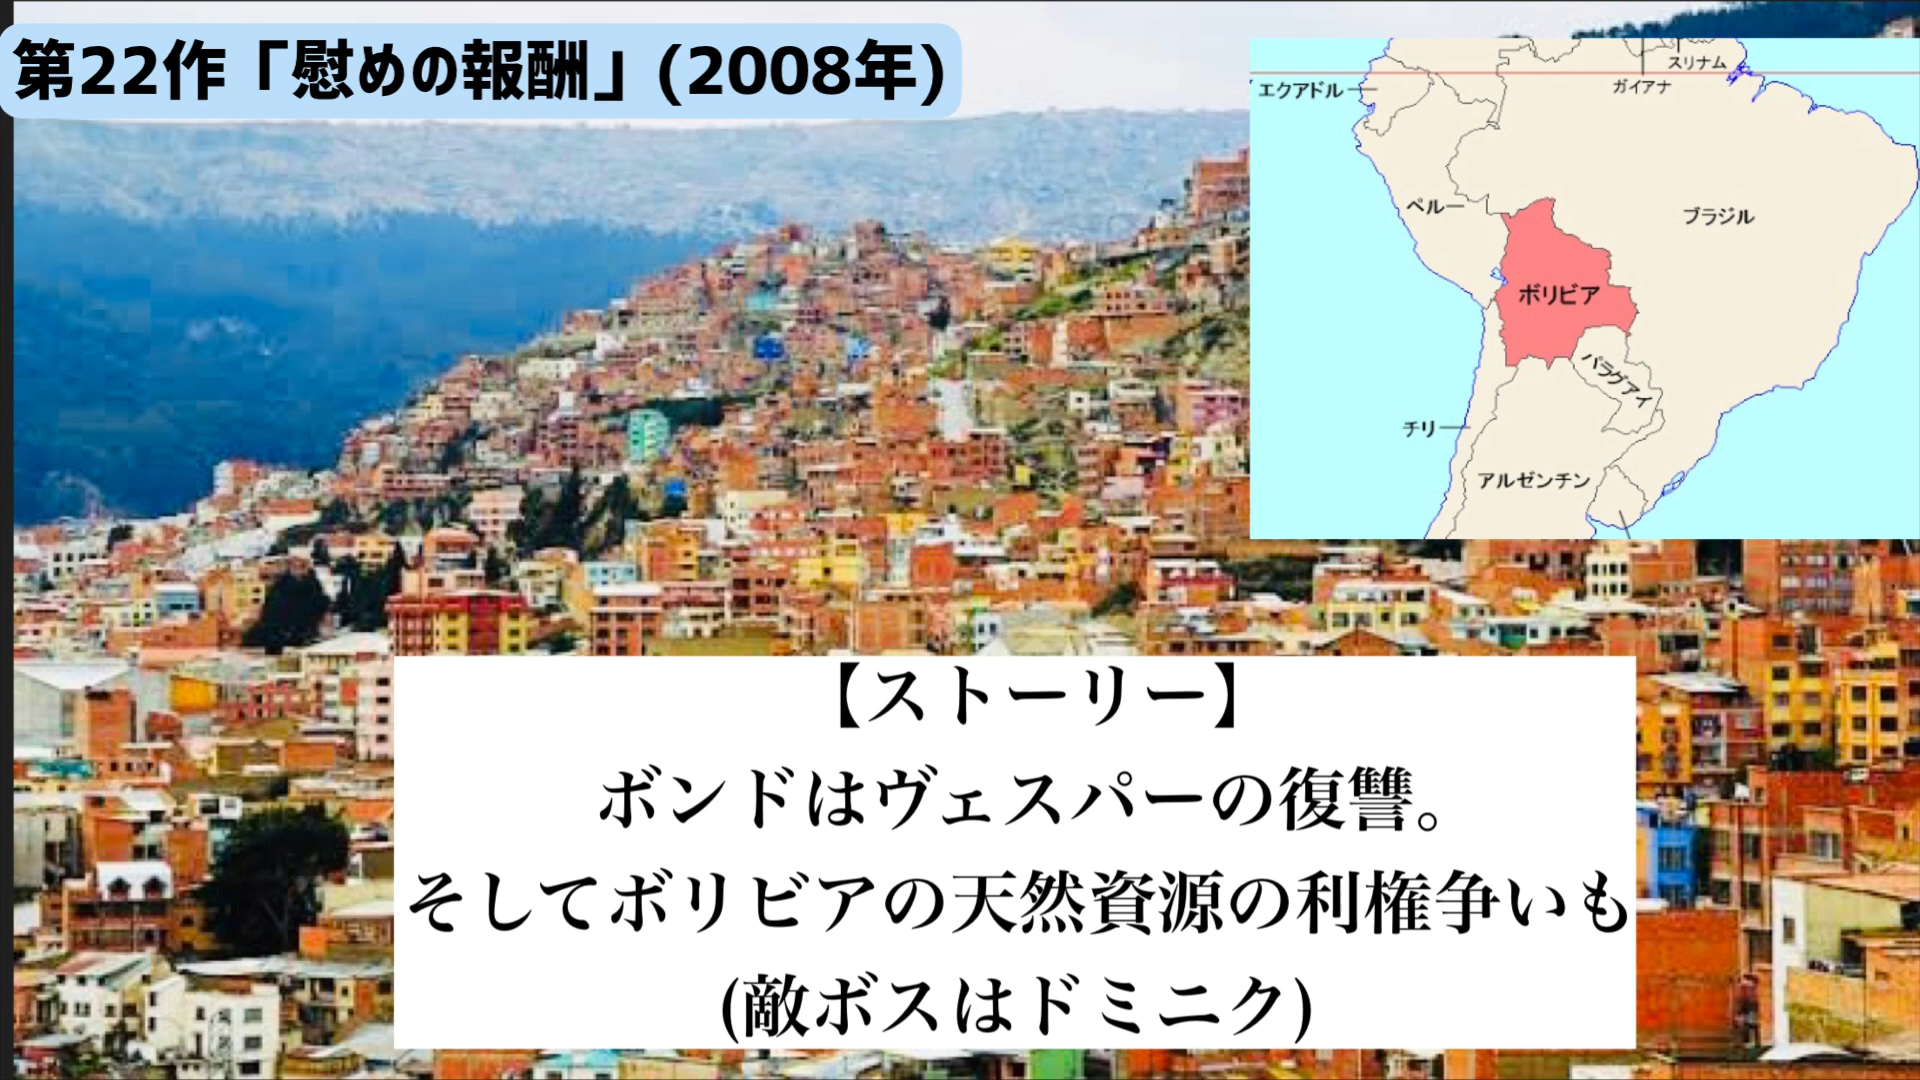 第22作「慰めの報酬」(2008年)
スリナム
ガイアナ
エクアドル
ペルー
ブラジル
ボリビア
パラグアイ
チリ
アルゼンチン
【ストーリー】
ボンドはヴェスパーの復讐。
そしてボリビアの天然資源の利権争いも
(敵ボスはドミニク)